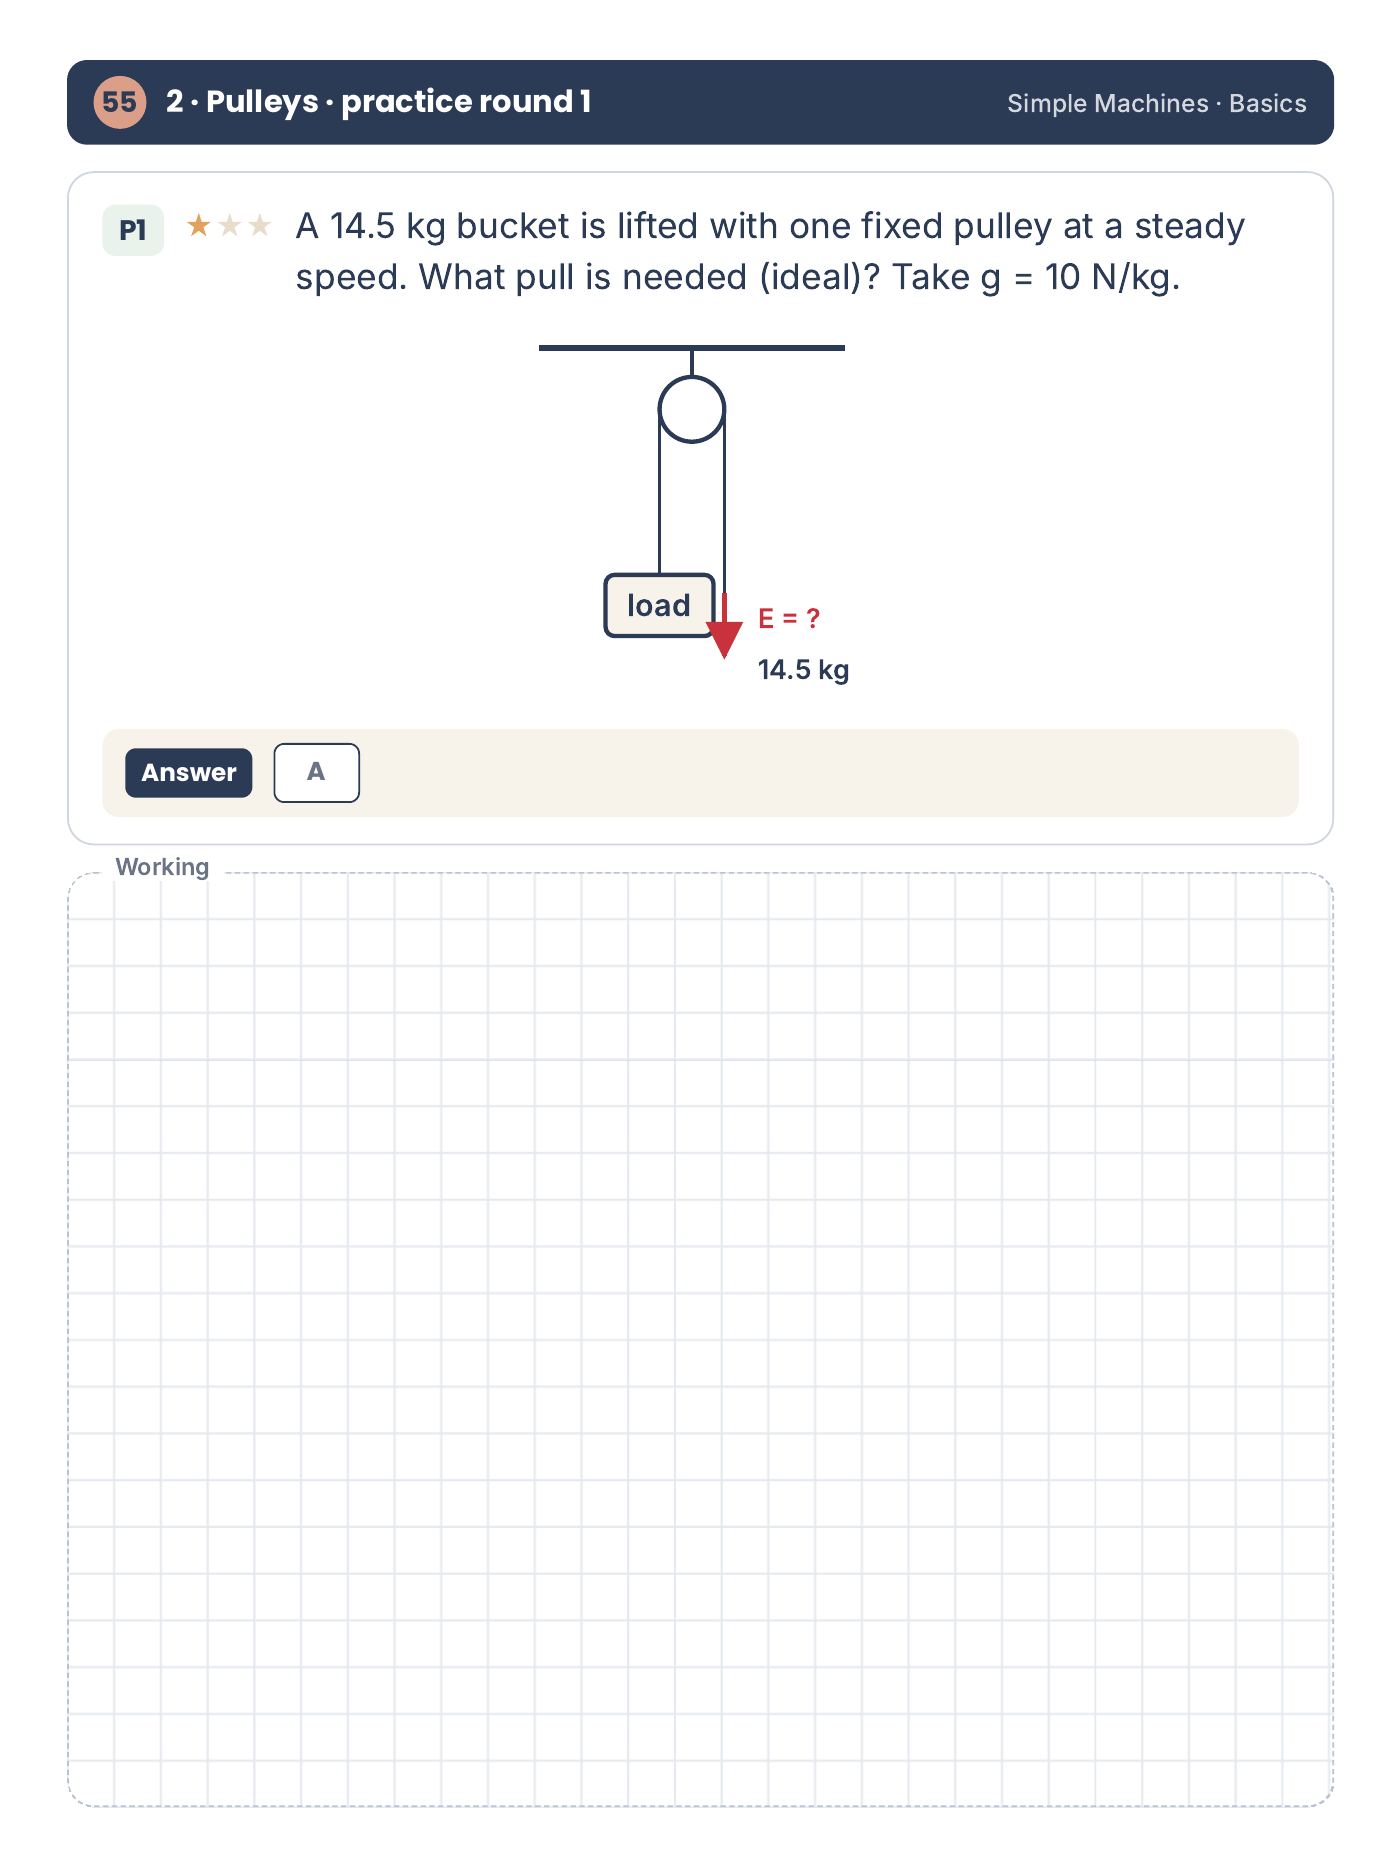 55 2 · Pulleys · practice round 1 Simple Machines · Basics
P1 ★★★ A 14.5 kg bucket is lifted with one fixed pulley at a steady
speed. What pull is needed (ideal)? Take g = 10 N/kg.
load
E = ?
14.5 kg
Answer A
Working